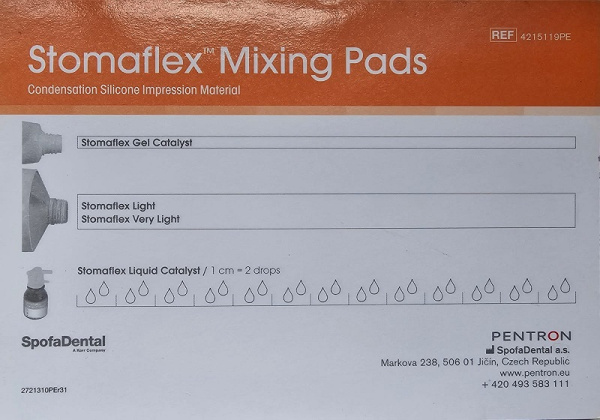 REF 4215119PE
Stomaflex™ Mixing Pads
Condensation Silicone Impression Material
Stomaflex Gel Catalyst
Stomaflex Light
Stomaflex Very Light
Stomaflex Liquid Catalyst / 1 cm = 2 drops
SpofaDental
A Kerr Company
2721310PEr31
PENTRON
SpofaDental a.s.
Markova 238, 506 01 Jičín, Czech Republic
www.pentron.eu
+ 420 493 583 111